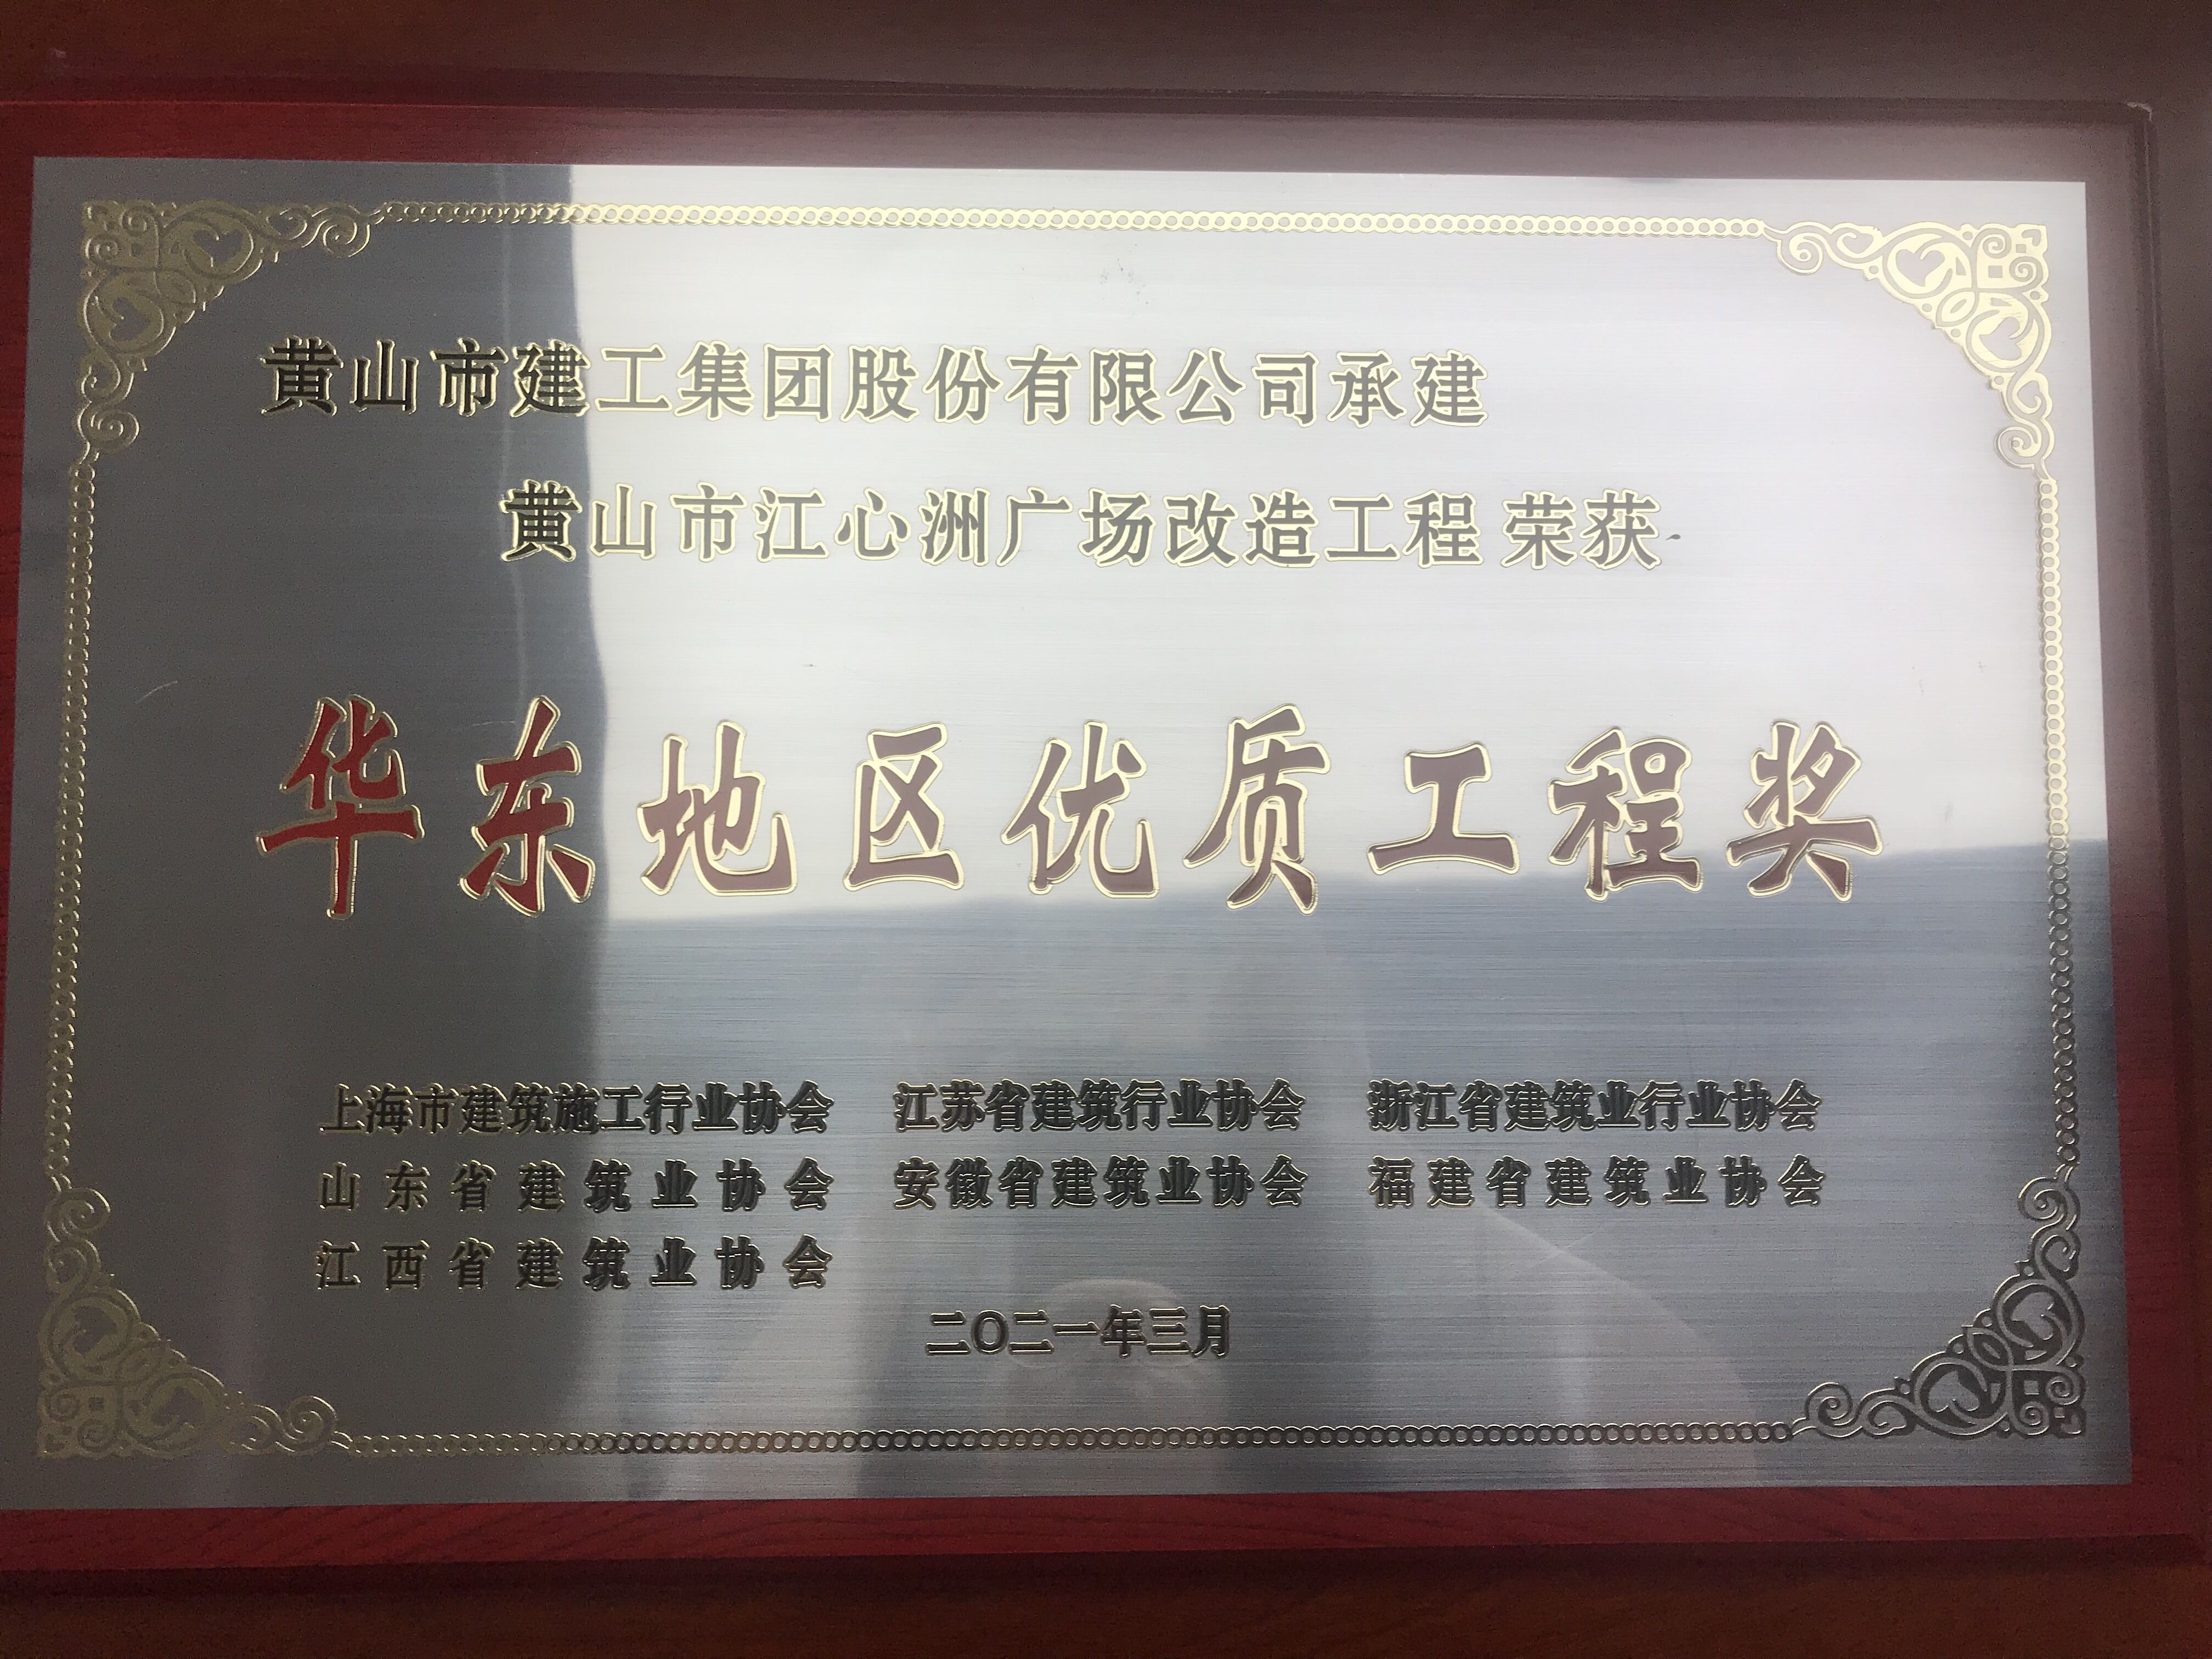 黄山市建工集团股份有限公司承建
黄山市江心洲广场改造工程 荣获
华东地区优质工程奖
上海市建筑施工行业协会 江苏省建筑行业协会 浙江省建筑业行业协会
山东省建筑业协会 安徽省建筑业协会 福建省建筑业协会
江西省建筑业协会
二〇二一年三月